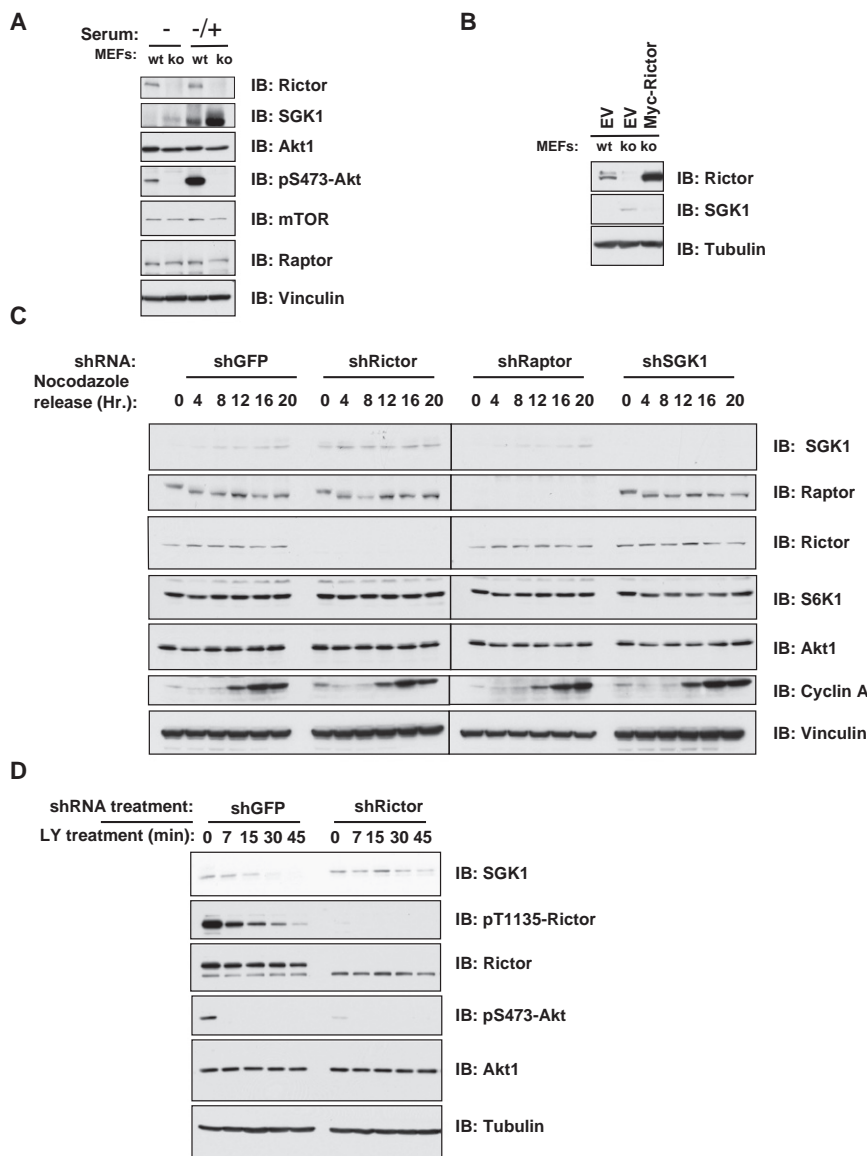 A
Serum: - -/+
MEFs: wt ko wt ko
IB: Rictor
IB: SGK1
IB: Akt1
IB: pS473-Akt
IB: mTOR
IB: Raptor
IB: Vinculin
B
EV EV Myc-Rictor
MEFs: wt ko ko
IB: Rictor
IB: SGK1
IB: Tubulin
C
shRNA: shGFP shRictor shRaptor shSGK1
Nocodazole
release (Hr.): 0 4 8 12 16 20 0 4 8 12 16 20 0 4 8 12 16 20 0 4 8 12 16 20
IB: SGK1
IB: Raptor
IB: Rictor
IB: S6K1
IB: Akt1
IB: Cyclin A
IB: Vinculin
D
shRNA treatment: shGFP shRictor
LY treatment (min): 0 7 15 30 45 0 7 15 30 45
IB: SGK1
IB: pT1135-Rictor
IB: Rictor
IB: pS473-Akt
IB: Akt1
IB: Tubulin